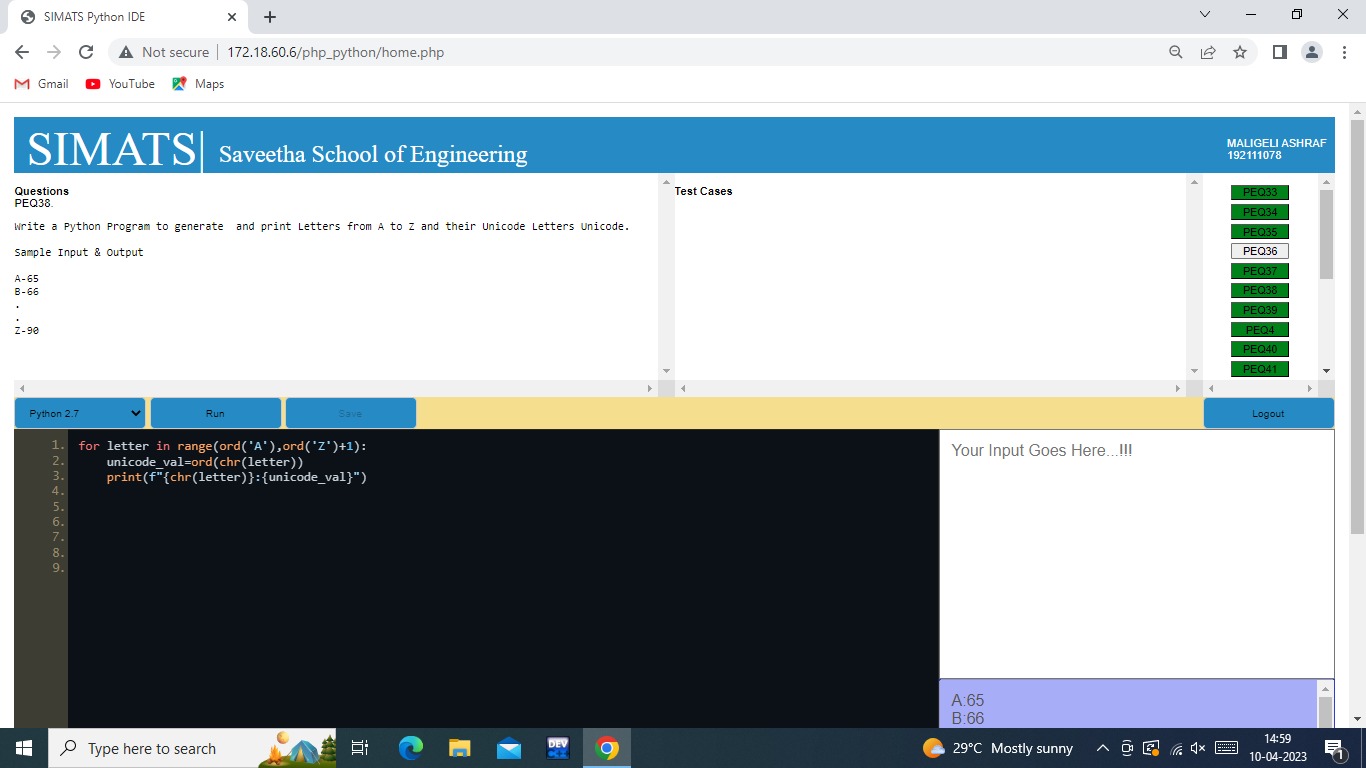 SIMATS Python IDE
Not secure
172.18.60.6/php_python/home.php
Gmail
YouTube
Maps
SIMATS| Saveetha School of Engineering
MALIGELI ASHRAF
192111078
Questions
PEQ38.
Write a Python Program to generate  and print Letters from A to Z and their Unicode Letters Unicode.
Sample Input & Output
A-65
B-66
.
.
Z-90
Test Cases
PEQ33
PEQ34
PEQ35
PEQ36
PEQ37
PEQ38
PEQ39
PEQ4
PEQ40
PEQ41
Python 2.7
Run
Save
Logout
1. for letter in range(ord('A'),ord('Z')+1):
2.     unicode_val=ord(chr(letter))
3.     print(f"{chr(letter)}:{unicode_val}")
4.
5.
6.
7.
8.
9.
Your Input Goes Here...!!!
A:65
B:66
Type here to search
DEV
29°C Mostly sunny
14:59
10-04-2023
1